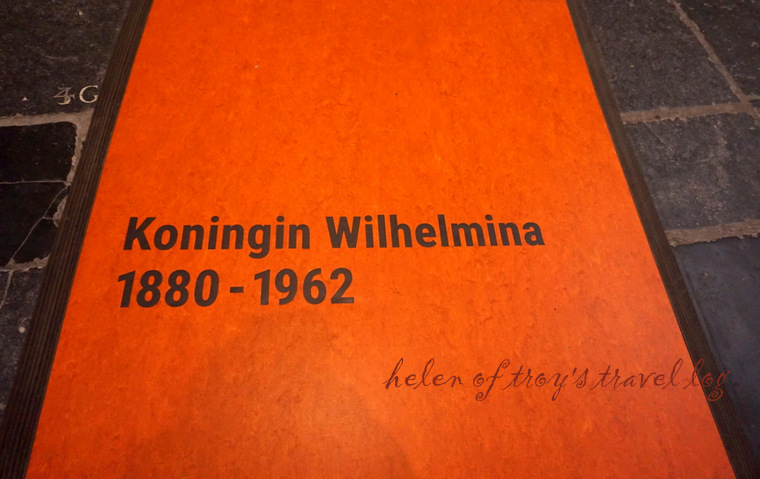 4G
Koningin Wilhelmina
1880 - 1962
helen of troy's travel log